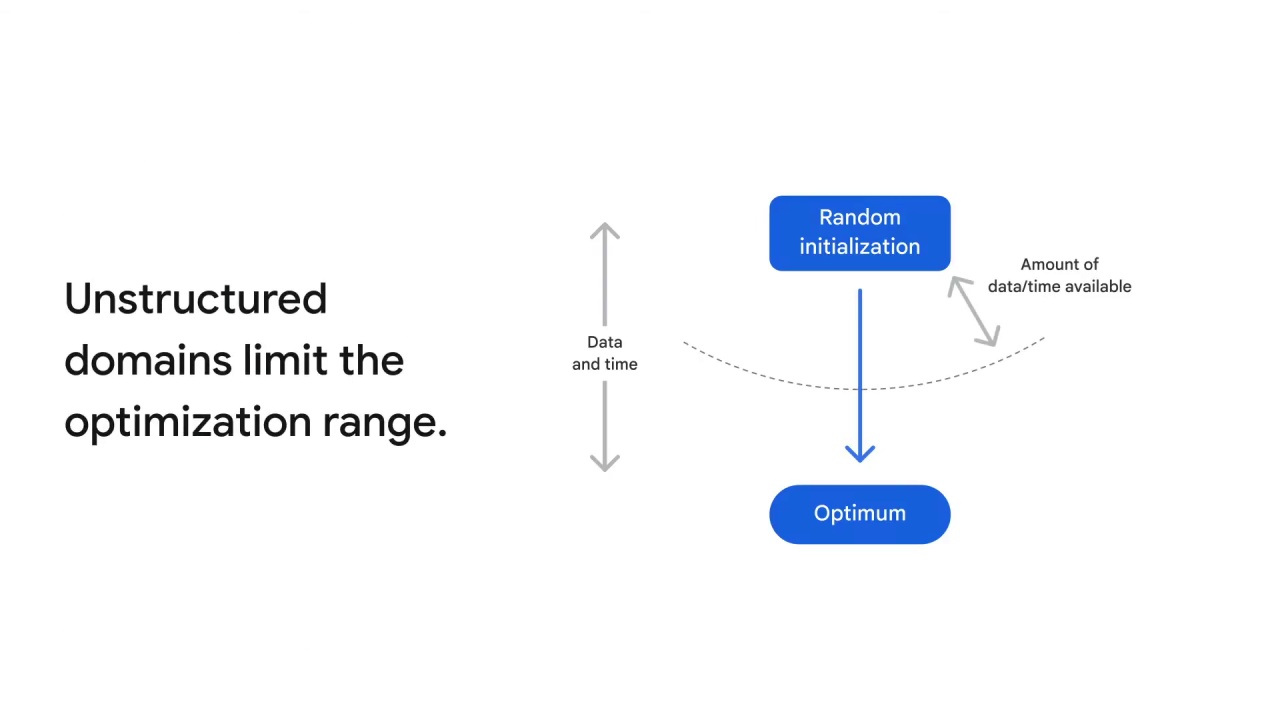 Unstructured
domains limit the
optimization range.
Data
and time
Random
initialization
Amount of
data/time available
Optimum